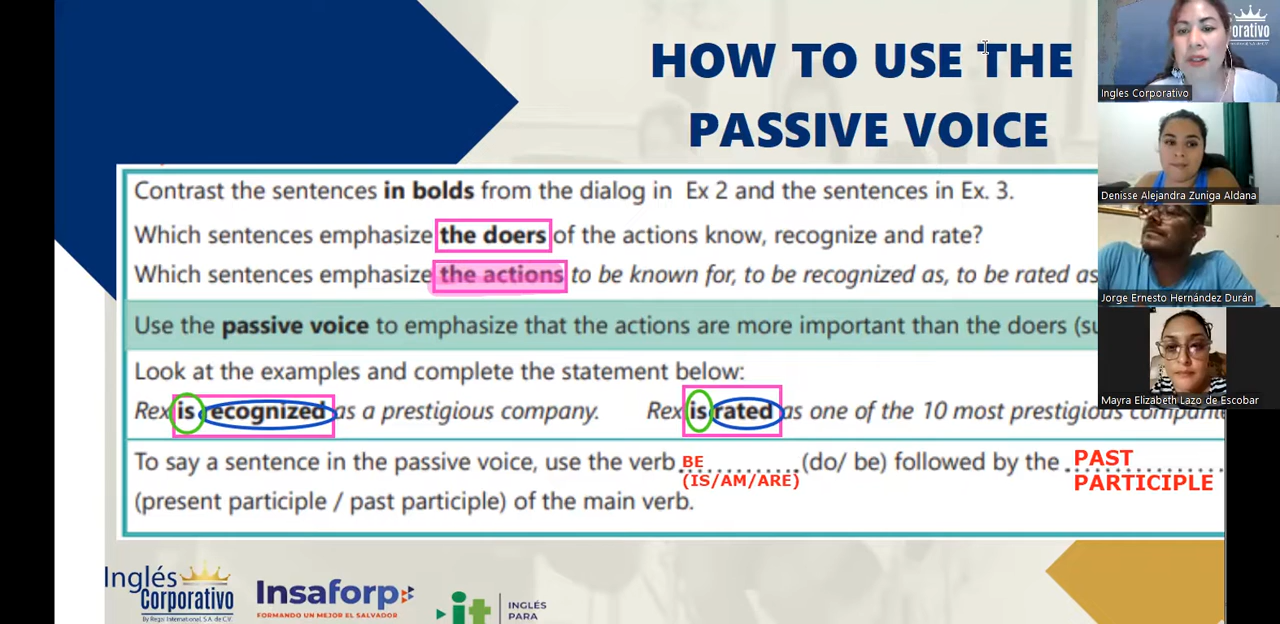 HOW TO USE THE
PASSIVE VOICE
Contrast the sentences in bolds from the dialog in Ex 2 and the sentences in Ex. 3.
Which sentences emphasize the doers of the actions know, recognize and rate?
Which sentences emphasize the actions to be known for, to be recognized as, to be rated as
Use the passive voice to emphasize that the actions are more important than the doers
Look at the examples and complete the statement below:
Rex is recognized as a prestigious company. Rex is rated as one of the 10 most prestigious
To say a sentence in the passive voice, use the verb BE (do/ be) followed by the PAST
(IS/AM/ARE) PARTICIPLE
(present participle / past participle) of the main verb.
Inglés
Corporativo
By Regio International, S.A. de C.V.
Insaforp
FORMANDO UN MEJOR EL SALVADOR
it
INGLÉS
PARA
orativo
Ingles Corporativo
Denisse Alejandra Zuniga Aldana
Jorge Ernesto Hernández Durán
Mayra Elizabeth Lazo de Escobar